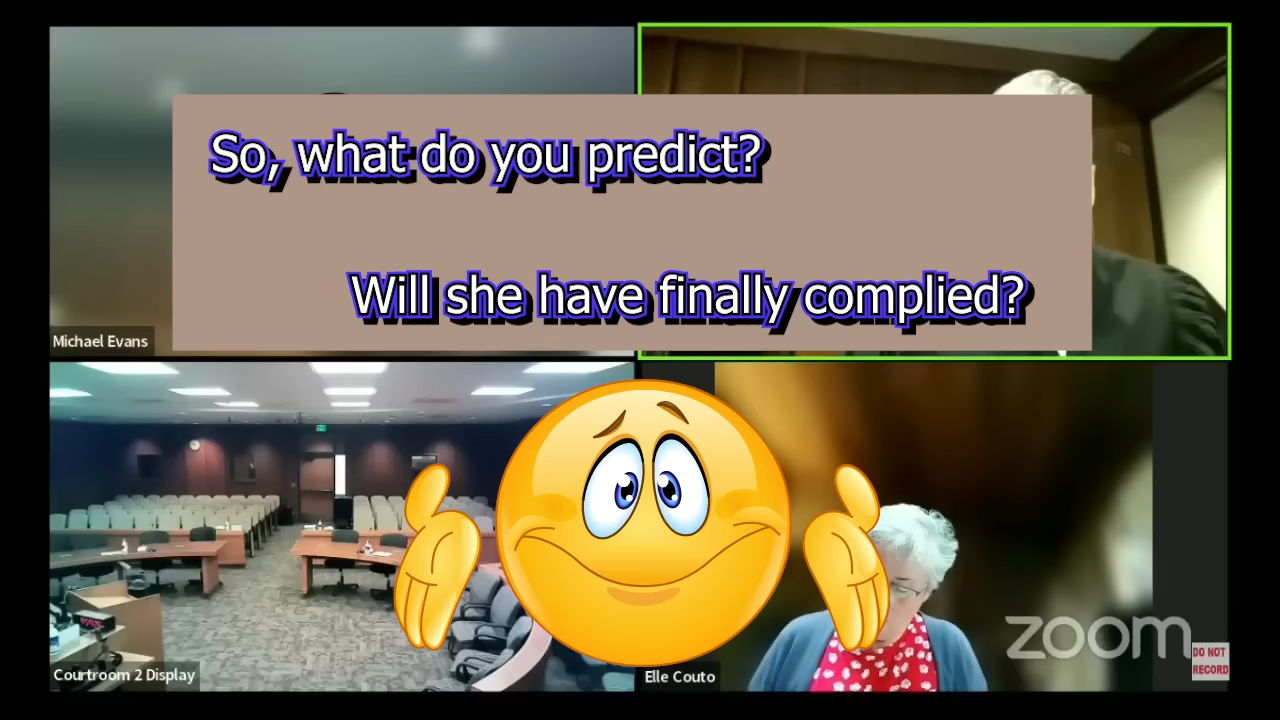 So, what do you predict?
Will she have finally complied?
Michael Evans
Courtroom 2 Display
Elle Couto
zoom
DO NOT
RECORD